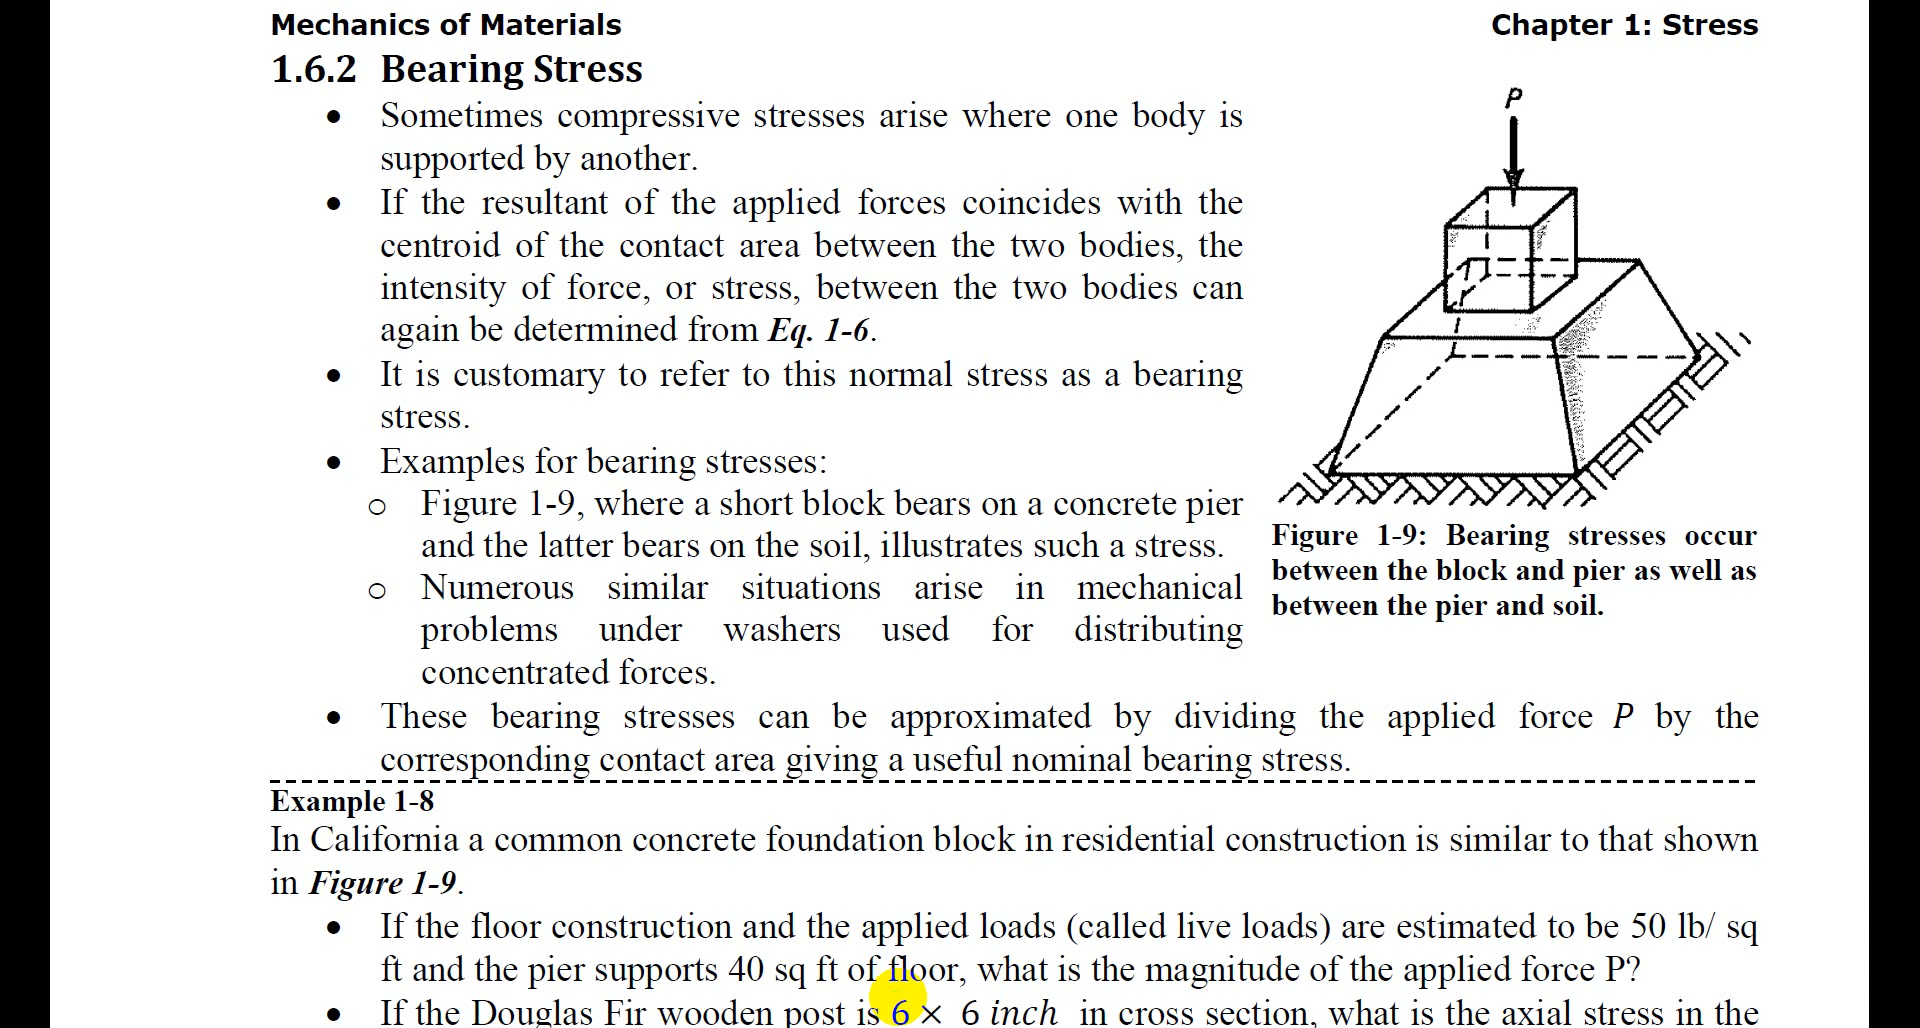 Mechanics of Materials
Chapter 1: Stress
1.6.2 Bearing Stress
• Sometimes compressive stresses arise where one body is
supported by another.
• If the resultant of the applied forces coincides with the
centroid of the contact area between the two bodies, the
intensity of force, or stress, between the two bodies can
again be determined from Eq. 1-6.
• It is customary to refer to this normal stress as a bearing
stress.
• Examples for bearing stresses:
o Figure 1-9, where a short block bears on a concrete pier
and the latter bears on the soil, illustrates such a stress.
o Numerous similar situations arise in mechanical
problems under washers used for distributing
concentrated forces.
P
Figure 1-9: Bearing stresses occur
between the block and pier as well as
between the pier and soil.
• These bearing stresses can be approximated by dividing the applied force P by the
corresponding contact area giving a useful nominal bearing stress.
Example 1-8
In California a common concrete foundation block in residential construction is similar to that shown
in Figure 1-9.
• If the floor construction and the applied loads (called live loads) are estimated to be 50 lb/ sq
ft and the pier supports 40 sq ft of floor, what is the magnitude of the applied force P?
• If the Douglas Fir wooden post is 6 × 6 inch in cross section, what is the axial stress in the